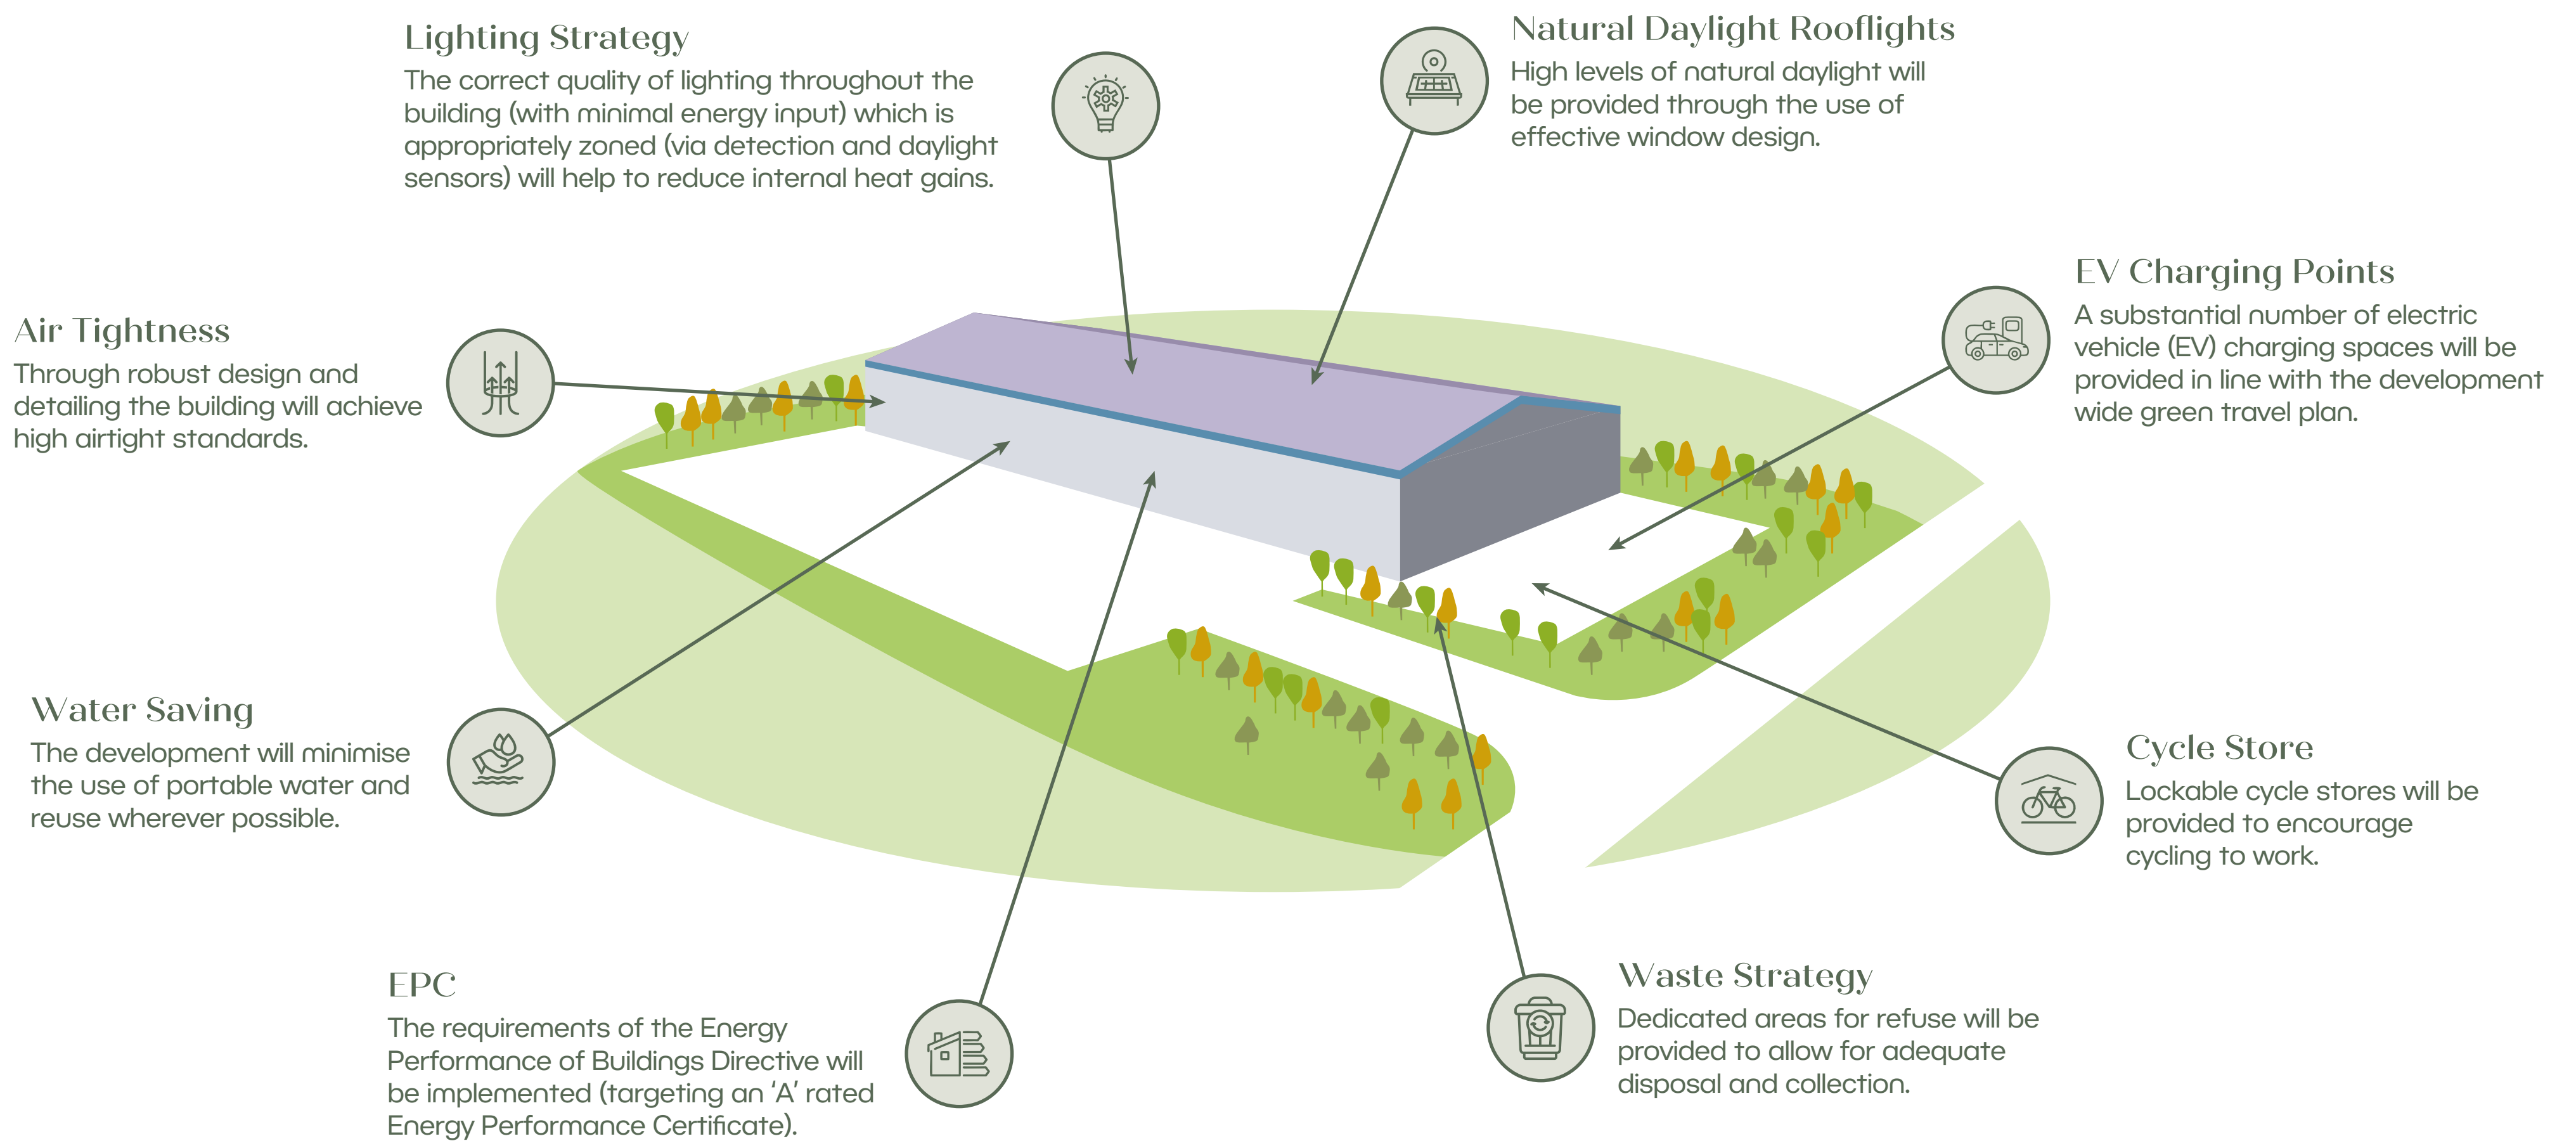 Lighting Strategy
The correct quality of lighting throughout the
building (with minimal energy input) which is
appropriately zoned (via detection and daylight
sensors) will help to reduce internal heat gains.
Natural Daylight Rooflights
High levels of natural daylight will
be provided through the use of
effective window design.
Air Tightness
Through robust design and
detailing the building will achieve
high airtight standards.
EV Charging Points
A substantial number of electric
vehicle (EV) charging spaces will be
provided in line with the development
wide green travel plan.
Water Saving
The development will minimise
the use of portable water and
reuse wherever possible.
Cycle Store
Lockable cycle stores will be
provided to encourage
cycling to work.
EPC
The requirements of the Energy
Performance of Buildings Directive will
be implemented (targeting an ‘A’ rated
Energy Performance Certificate).
Waste Strategy
Dedicated areas for refuse will be
provided to allow for adequate
disposal and collection.